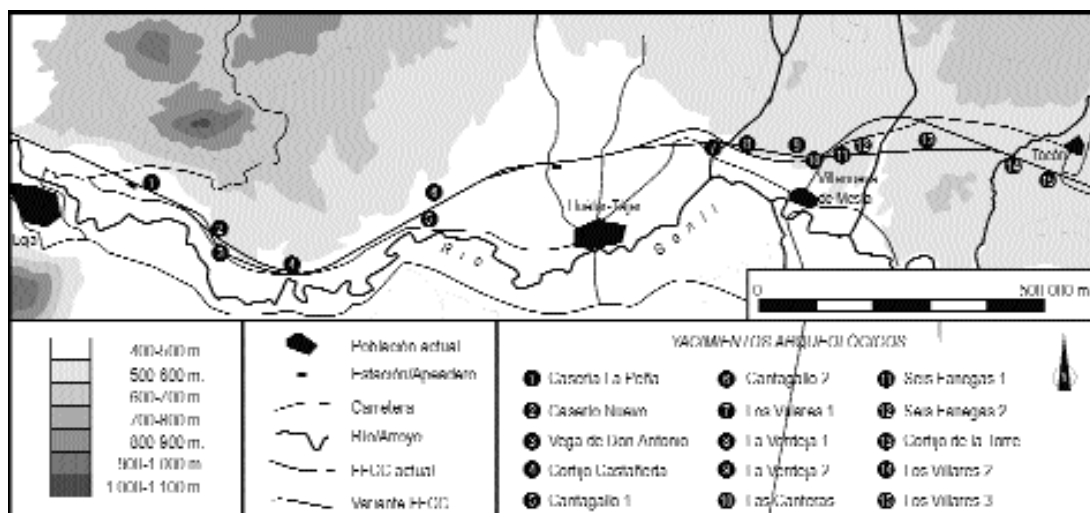 Tocón
Villanueva
de Mesía
Huétor-Tájar
Loja
Río
Genil
0
500 000 m
400-500 m
500-600 m.
600-700 m.
700-800 m
800-900 m.
900-1 000 m
1 000-1 100 m
Población actual
Estación/Apeadero
Carretera
Río/Arroyo
FFCC actual
Variante FFCC
YACIMIENTOS ARQUEOLÓGICOS
1 Casería La Peña
2 Caserío Nuevo
3 Vega de Don Antonio
4 Cortijo Castañeda
5 Cantagallo 1
6 Cantagallo 2
7 Los Villares 1
8 La Verdeja 1
9 La Verdeja 2
10 Las Canteras
11 Seis Fanegas 1
12 Seis Fanegas 2
13 Cortijo de la Torre
14 Los Villares 2
15 Los Villares 3